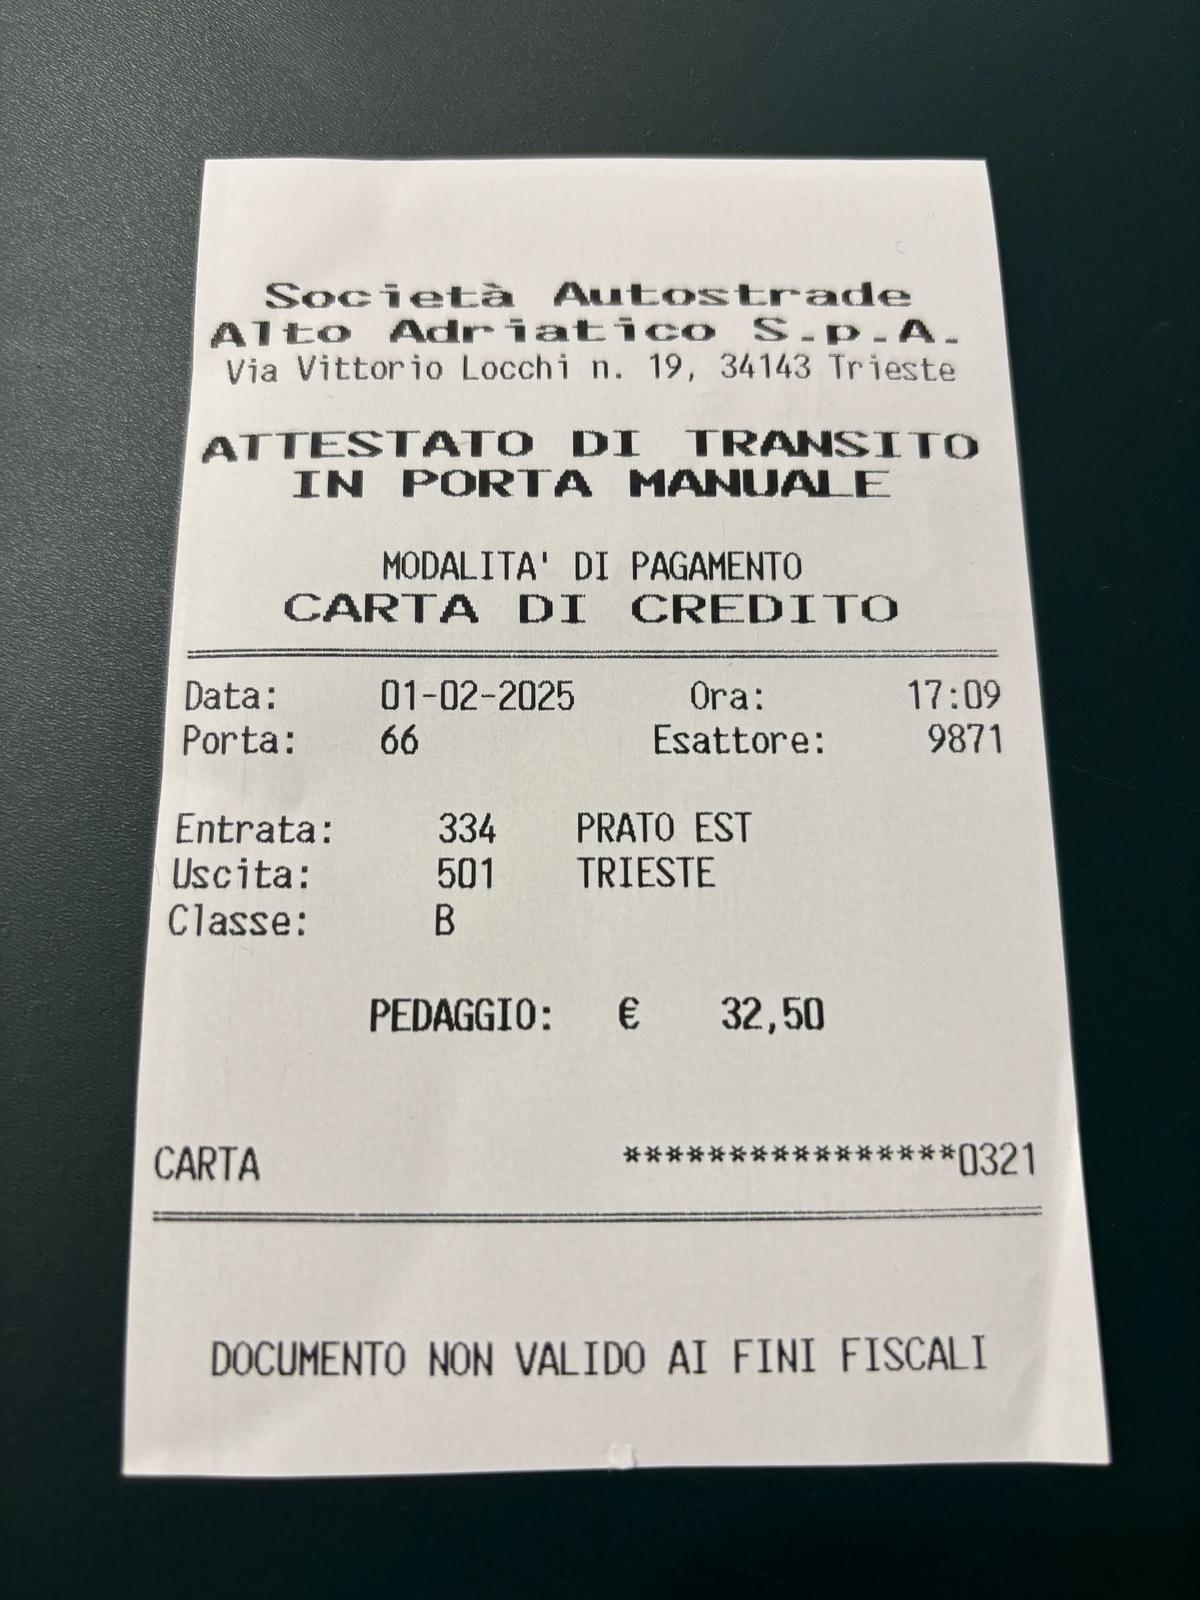 Società Autostrade
Alto Adriatico S.p.A.
Via Vittorio Locchi n. 19, 34143 Trieste
ATTESTATO DI TRANSITO
IN PORTA MANUALE
MODALITA' DI PAGAMENTO
CARTA DI CREDITO
Data: 01-02-2025 Ora: 17:09
Porta: 66 Esattore: 9871
Entrata: 334 PRATO EST
Uscita: 501 TRIESTE
Classe: B
PEDAGGIO: € 32,50
CARTA ****************0321
DOCUMENTO NON VALIDO AI FINI FISCALI